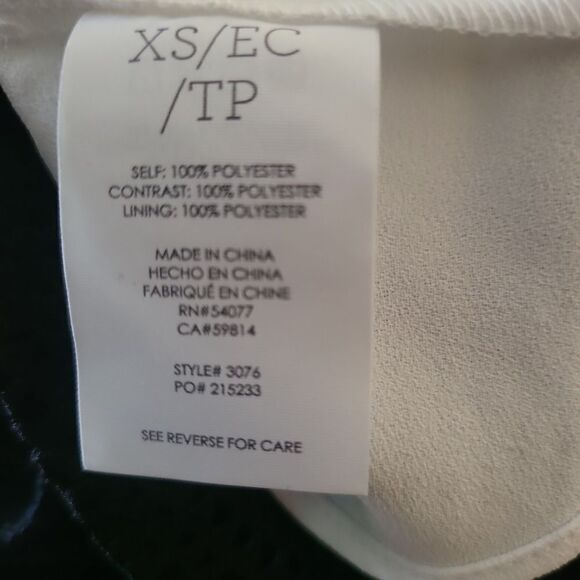 XS/EC
/TP
SELF: 100% POLYESTER
CONTRAST: 100% POLYESTER
LINING: 100% POLYESTER
MADE IN CHINA
HECHO EN CHINA
FABRIQUÉ EN CHINE
RN#54077
CA#59814
STYLE# 3076
PO# 215233
SEE REVERSE FOR CARE